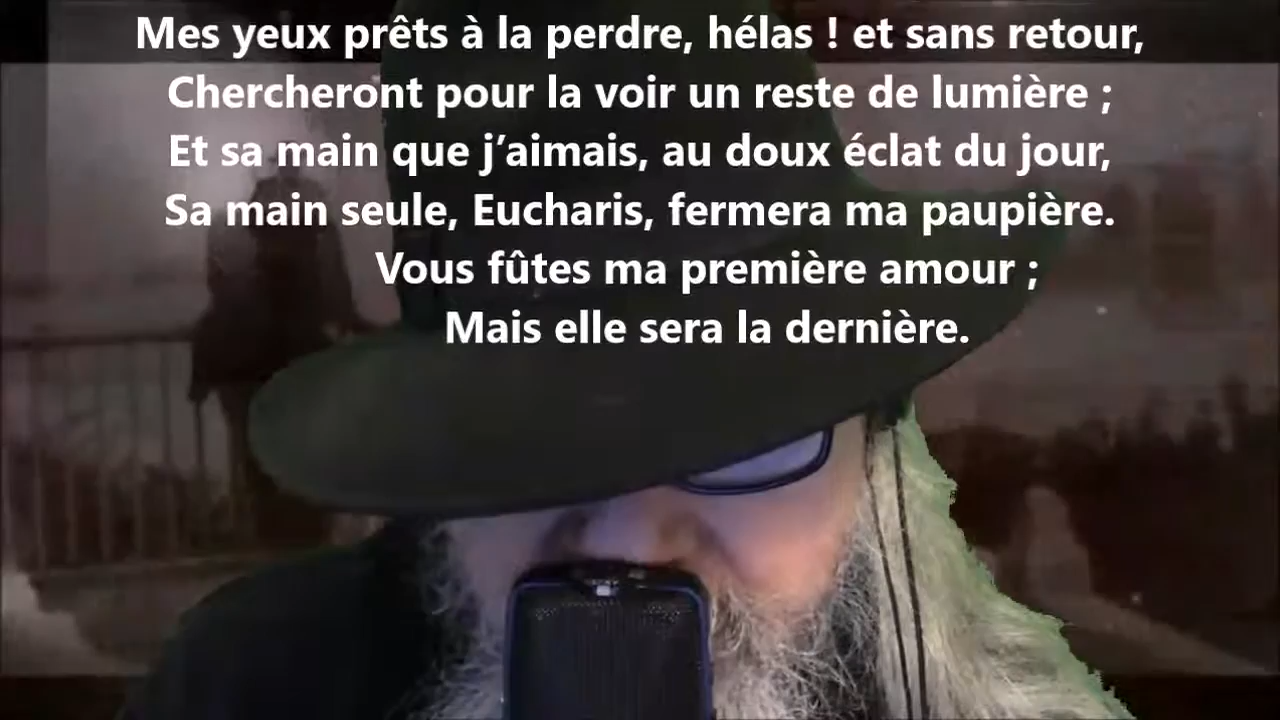 Mes yeux prêts à la perdre, hélas ! et sans retour,
Chercheront pour la voir un reste de lumière ;
Et sa main que j’aimais, au doux éclat du jour,
Sa main seule, Eucharis, fermera ma paupière.
Vous fûtes ma première amour ;
Mais elle sera la dernière.